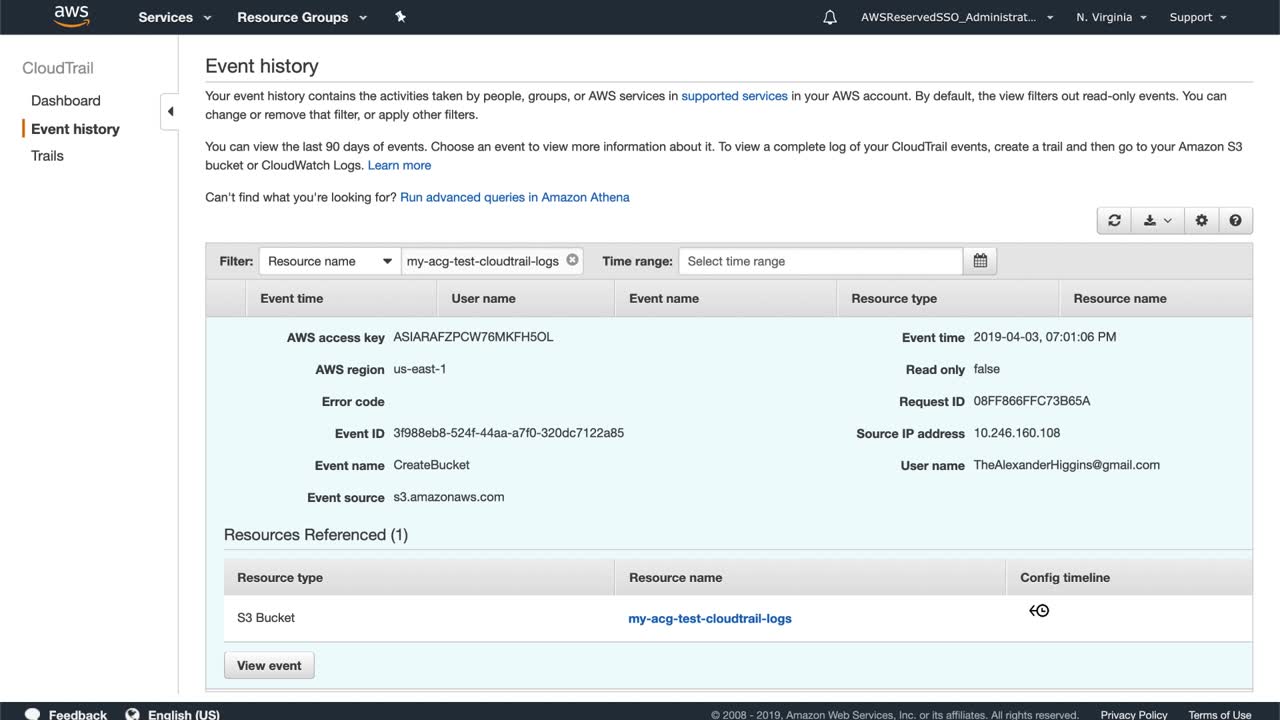 aws Services Resource Groups AWSReservedSSO_Administrat... N. Virginia Support
CloudTrail
Dashboard
Event history
Trails
Event history
Your event history contains the activities taken by people, groups, or AWS services in supported services in your AWS account. By default, the view filters out read-only events. You can
change or remove that filter, or apply other filters.
You can view the last 90 days of events. Choose an event to view more information about it. To view a complete log of your CloudTrail events, create a trail and then go to your Amazon S3
bucket or CloudWatch Logs. Learn more
Can't find what you're looking for? Run advanced queries in Amazon Athena
Filter: Resource name my-acg-test-cloudtrail-logs Time range: Select time range
Event time User name Event name Resource type Resource name
AWS access key ASIARAFZPCW76MKFH5OL Event time 2019-04-03, 07:01:06 PM
AWS region us-east-1 Read only false
Error code Request ID 08FF866FFC73B65A
Event ID 3f988eb8-524f-44aa-a7f0-320dc7122a85 Source IP address 10.246.160.108
Event name CreateBucket User name TheAlexanderHiggins@gmail.com
Event source s3.amazonaws.com
Resources Referenced (1)
Resource type Resource name Config timeline
S3 Bucket my-acg-test-cloudtrail-logs
View event
Feedback English (US) © 2008 - 2019, Amazon Web Services, Inc. or its affiliates. All rights reserved. Privacy Policy Terms of Use